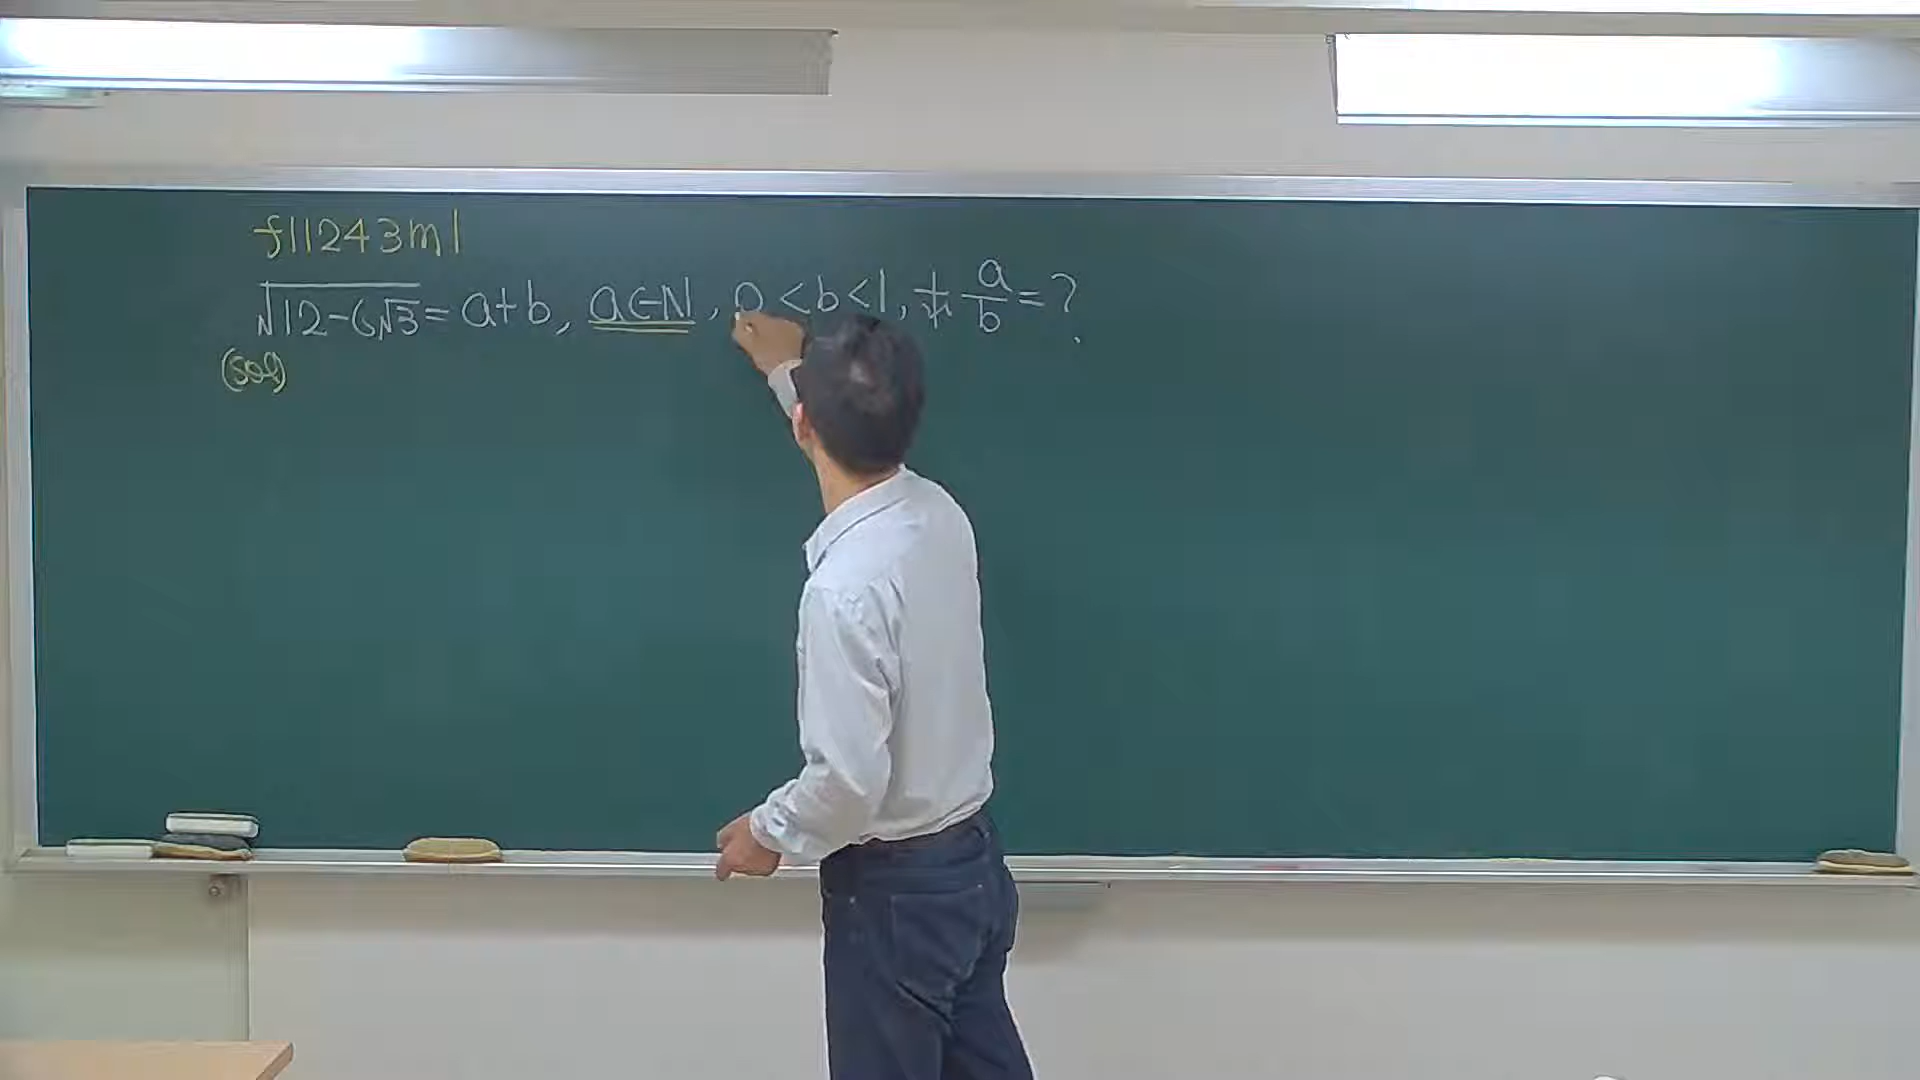 f11243m1
√(12-6√3) = a+b, a∈N, 0<b<1, 求 a/b = ?
(sol)